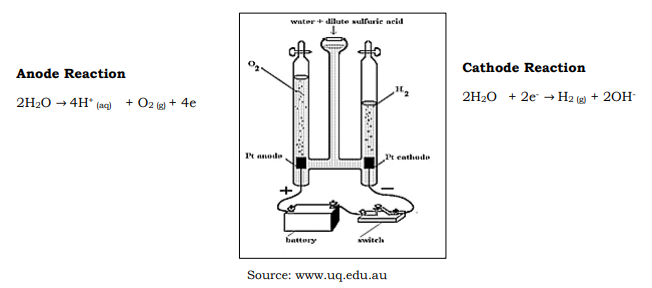 water + dilute sulfuric acid
O₂
H₂
Anode Reaction
2H₂O → 4H⁺ (aq) + O₂ (g) + 4e
Cathode Reaction
2H₂O + 2e⁻ → H₂ (g) + 2OH⁻
Pt anode
Pt cathode
+
−
battery
switch
Source: www.uq.edu.au